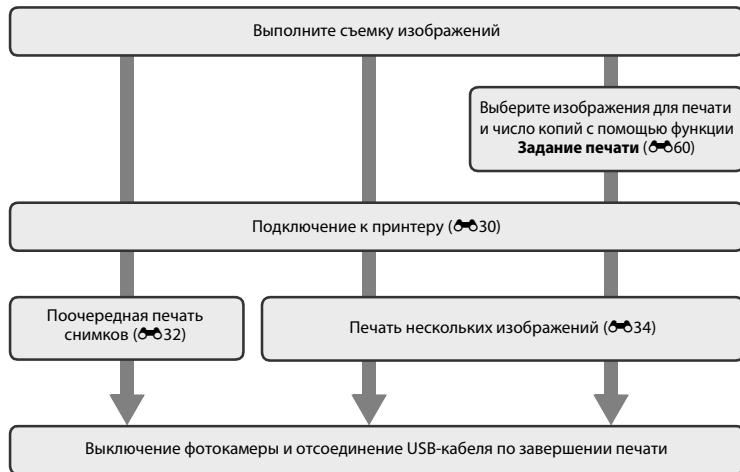 Выполните съемку изображений
Выберите изображения для печати
и число копий с помощью функции
Задание печати (60)
Подключение к принтеру (30)
Поочередная печать
снимков (32)
Печать нескольких изображений (34)
Выключение фотокамеры и отсоединение USB-кабеля по завершении печати